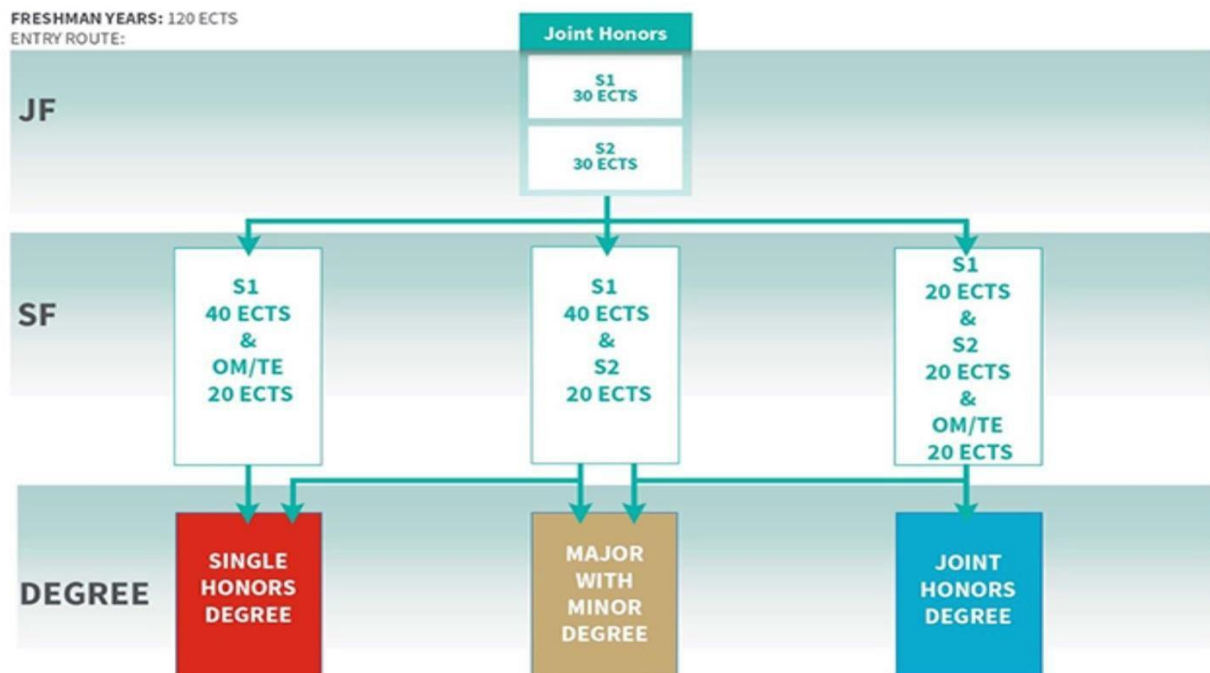 FRESHMAN YEARS: 120 ECTS
ENTRY ROUTE:
Joint Honors
JF
S1
30 ECTS
S2
30 ECTS
SF
S1
40 ECTS
&
OM/TE
20 ECTS
S1
40 ECTS
&
S2
20 ECTS
S1
20 ECTS
&
S2
20 ECTS
&
OM/TE
20 ECTS
DEGREE
SINGLE
HONORS
DEGREE
MAJOR
WITH
MINOR
DEGREE
JOINT
HONORS
DEGREE